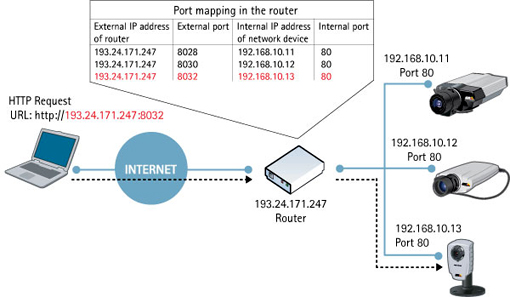 Port mapping in the router
External IP address External port Internal IP address Internal port
of router of network device
193.24.171.247 8028 192.168.10.11 80
193.24.171.247 8030 192.168.10.12 80
193.24.171.247 8032 192.168.10.13 80
192.168.10.11
Port 80
HTTP Request
URL: http://193.24.171.247:8032
INTERNET
192.168.10.12
Port 80
193.24.171.247
Router
192.168.10.13
Port 80